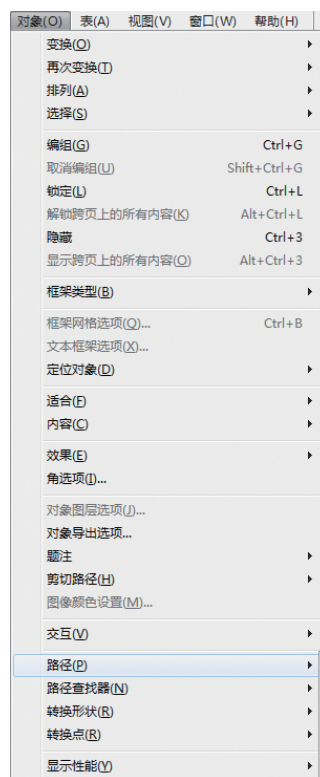 对象(O) 表(A) 视图(V) 窗口(W) 帮助(H)
变换(O)
再次变换(T)
排列(A)
选择(S)
编组(G) Ctrl+G
取消编组(U) Shift+Ctrl+G
锁定(L) Ctrl+L
解锁跨页上的所有内容(K) Alt+Ctrl+L
隐藏 Ctrl+3
显示跨页上的所有内容(O) Alt+Ctrl+3
框架类型(B)
框架网格选项(O)... Ctrl+B
文本框架选项(X)...
定位对象(D)
适合(F)
内容(C)
效果(E)
角选项(I)...
对象图层选项(J)...
对象导出选项...
题注
剪切路径(H)
图像颜色设置(M)...
交互(V)
路径(P)
路径查找器(N)
转换形状(R)
转换点(R)
显示性能(Y)